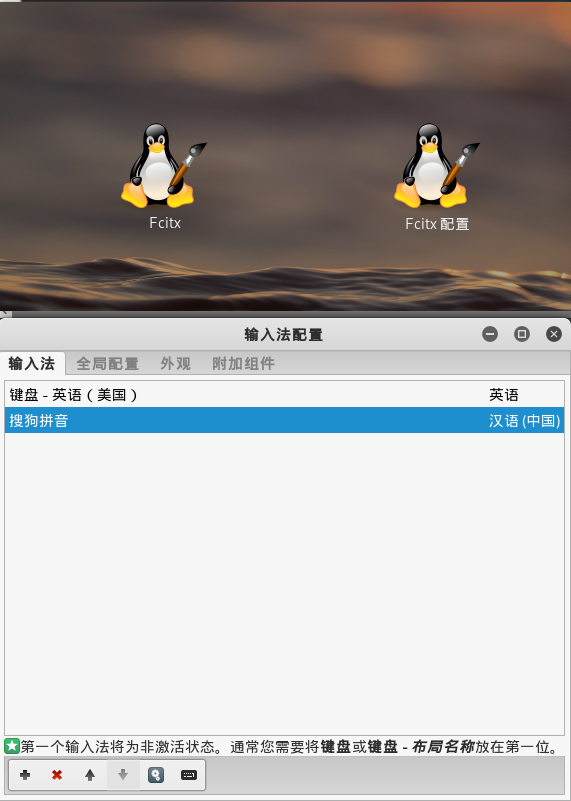 Fcitx
Fcitx 配置
输入法配置
输入法 全局配置 外观 附加组件
键盘 - 英语（美国） 英语
搜狗拼音 汉语 (中国)
第一个输入法将为非激活状态。通常您需要将键盘或键盘 - 布局名称放在第一位。